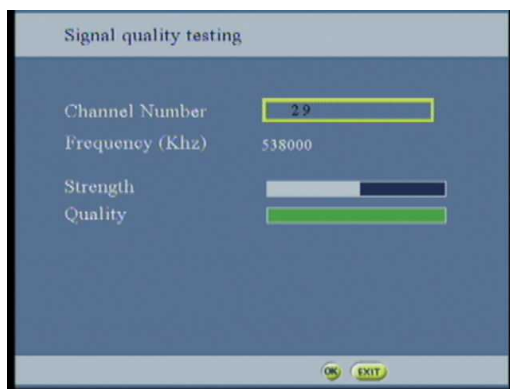 Signal quality testing
Channel Number 29
Frequency (Khz) 538000
Strength
Quality
OK EXIT